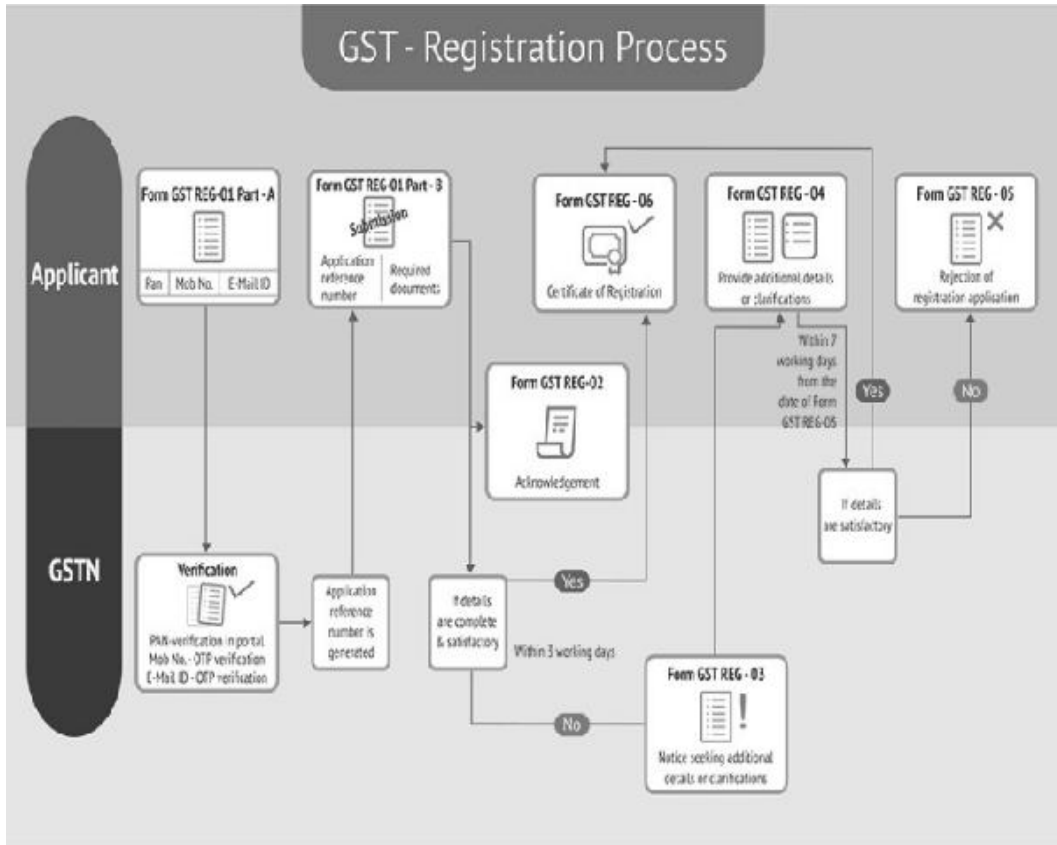 GST - Registration Process
Applicant
GSTN
Form GST REG-01 Part - A
Pan
Mob No.
E-Mail ID
Form GST REG-01 Part - B
Submission
Application
reference
number
Required
documents
Form GST REG - 06
Certificate of Registration
Form GST REG - 04
Provide additional details
or clarifications
Form GST REG - 05
Rejection of
registration application
Within 7
working days
from the
date of Form
GST REG-03
Yes
No
Form GST REG-02
Acknowledgement
If details
are satisfactory
Verification
PAN-verification in portal
Mob No. - OTP verification
E-Mail ID - OTP verification
Application
reference
number is
generated
If details
are complete
& satisfactory
Yes
Within 3 working days
No
Form GST REG - 03
Notice seeking additional
details or clarifications